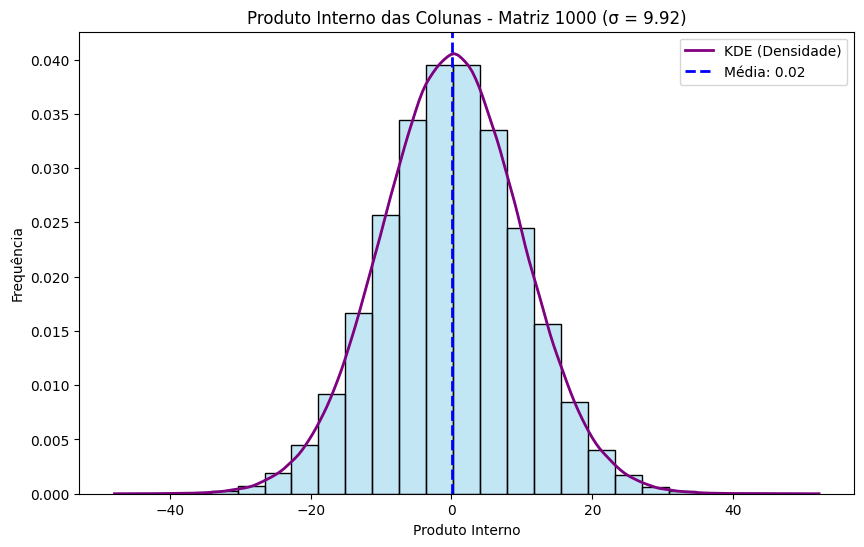 Produto Interno das Colunas - Matriz 1000 (σ = 9.92)
KDE (Densidade)
Média: 0.02
Frequência
0.040
0.035
0.030
0.025
0.020
0.015
0.010
0.005
0.000
−40 −20 0 20 40
Produto Interno